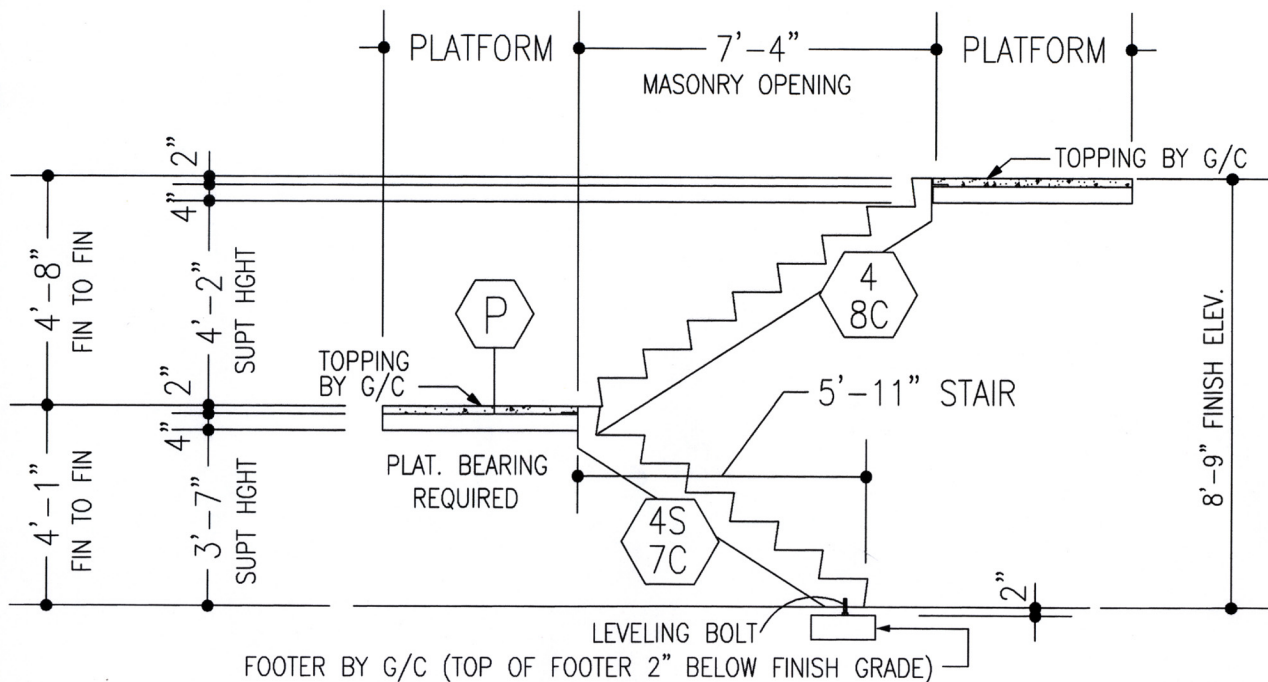 PLATFORM
7'-4"
PLATFORM
MASONRY OPENING
2"
TOPPING BY G/C
4"
4'-8"
FIN TO FIN
4'-2"
SUPT HGHT
P
4
8C
8'-9" FINISH ELEV.
TOPPING
BY G/C
2"
5'-11" STAIR
4"
4'-1"
FIN TO FIN
3'-7"
SUPT HGHT
PLAT. BEARING
REQUIRED
4S
7C
2"
LEVELING BOLT
FOOTER BY G/C (TOP OF FOOTER 2" BELOW FINISH GRADE)